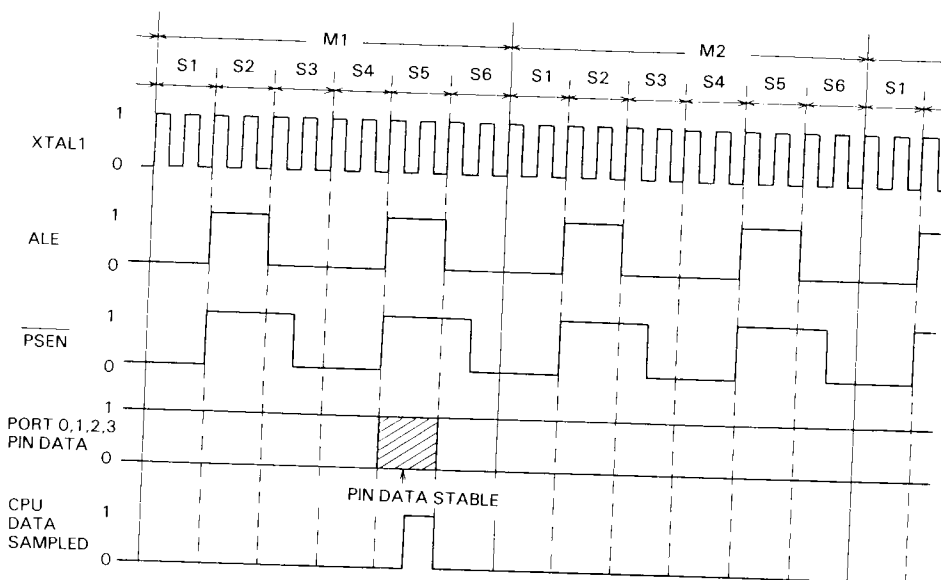 M1 M2
S1 S2 S3 S4 S5 S6 S1 S2 S3 S4 S5 S6 S1
1
XTAL1
0
1
ALE
0
1
PSEN
0
1
PORT 0,1,2,3
PIN DATA
0
PIN DATA STABLE
CPU
DATA
SAMPLED
1
0